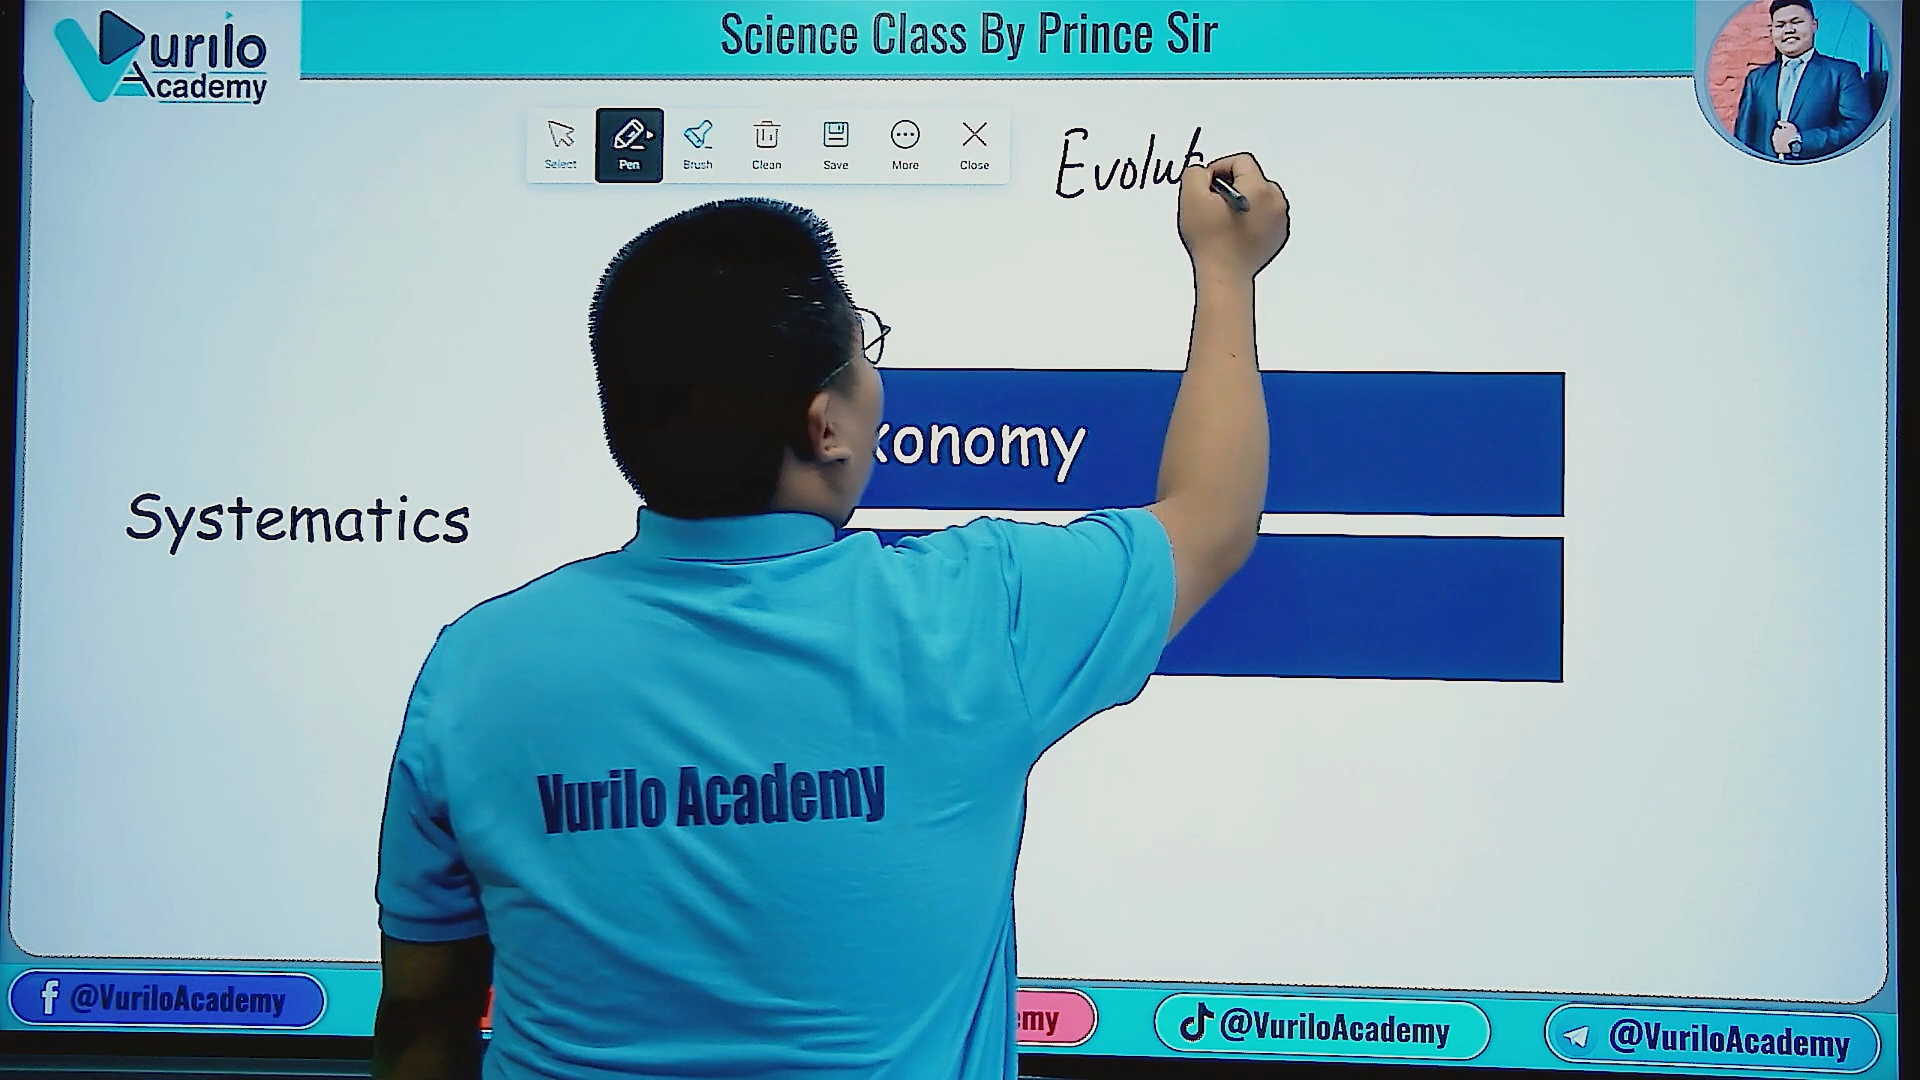 Vurilo
Academy
Science Class By Prince Sir
Select
Pen
Brush
Clean
Save
More
Close
Evolut
xonomy
Systematics
Vurilo Academy
@VuriloAcademy
emy
@VuriloAcademy
@VuriloAcademy